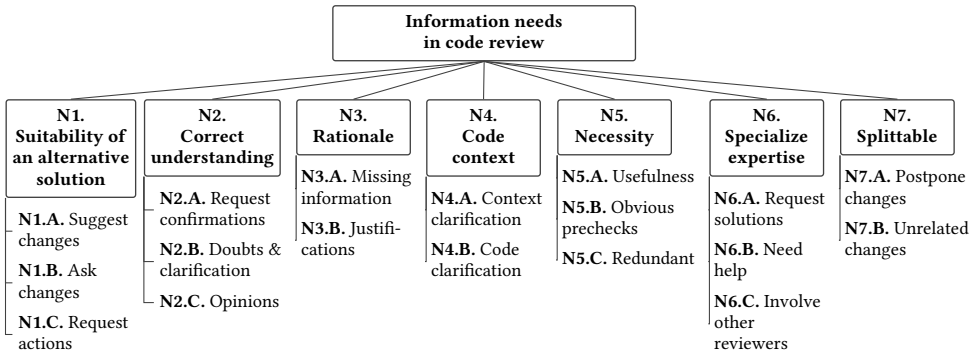 Information needs
in code review
N1.
Suitability of
an alternative
solution
N1.A. Suggest
changes
N1.B. Ask
changes
N1.C. Request
actions
N2.
Correct
understanding
N2.A. Request
confirmations
N2.B. Doubts &
clarification
N2.C. Opinions
N3.
Rationale
N3.A. Missing
information
N3.B. Justifi-
cations
N4.
Code
context
N4.A. Context
clarification
N4.B. Code
clarification
N5.
Necessity
N5.A. Usefulness
N5.B. Obvious
prechecks
N5.C. Redundant
N6.
Specialize
expertise
N6.A. Request
solutions
N6.B. Need
help
N6.C. Involve
other
reviewers
N7.
Splittable
N7.A. Postpone
changes
N7.B. Unrelated
changes